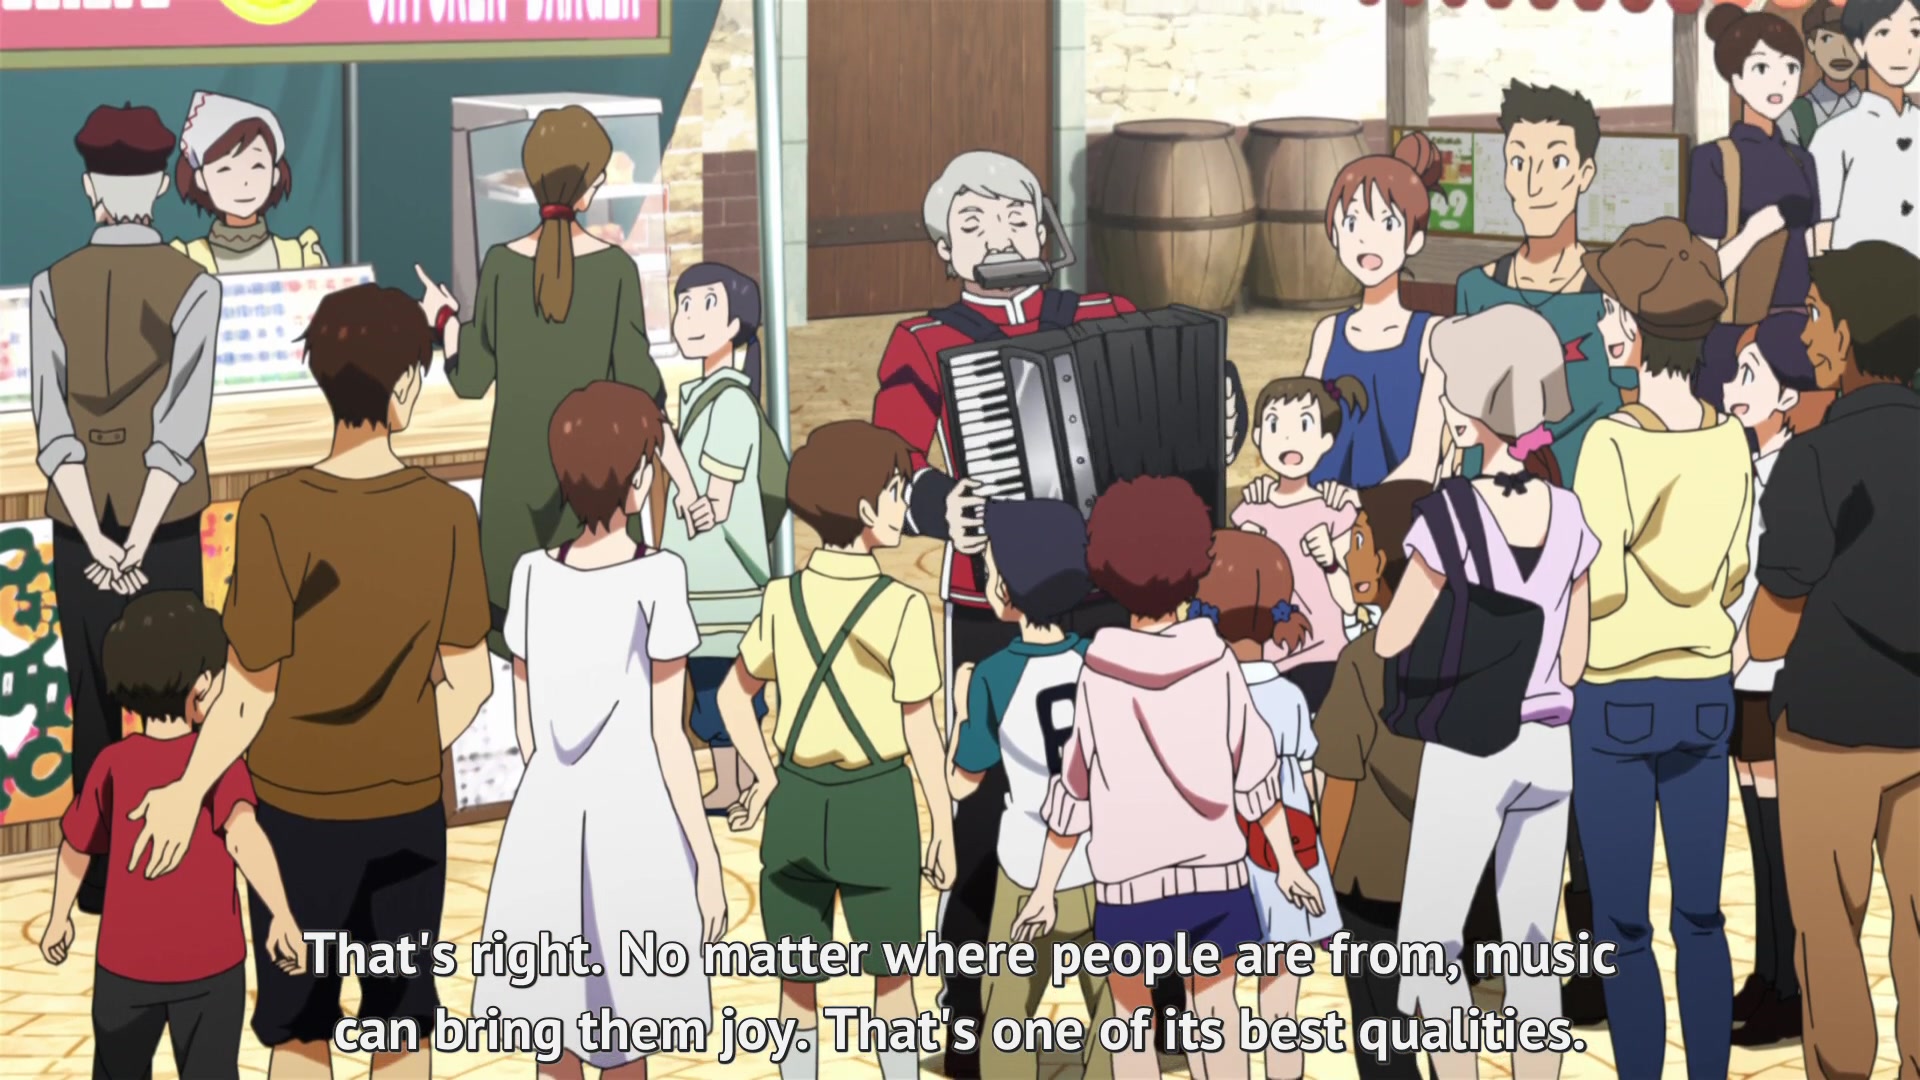 49
That's right. No matter where people are from, music
can bring them joy. That's one of its best qualities.